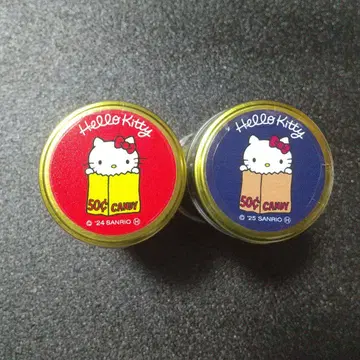 Hello Kitty
50¢ CANDY
© '24 SANRIO Ⓗ
Hello Kitty
50¢ CANDY
© '25 SANRIO Ⓗ